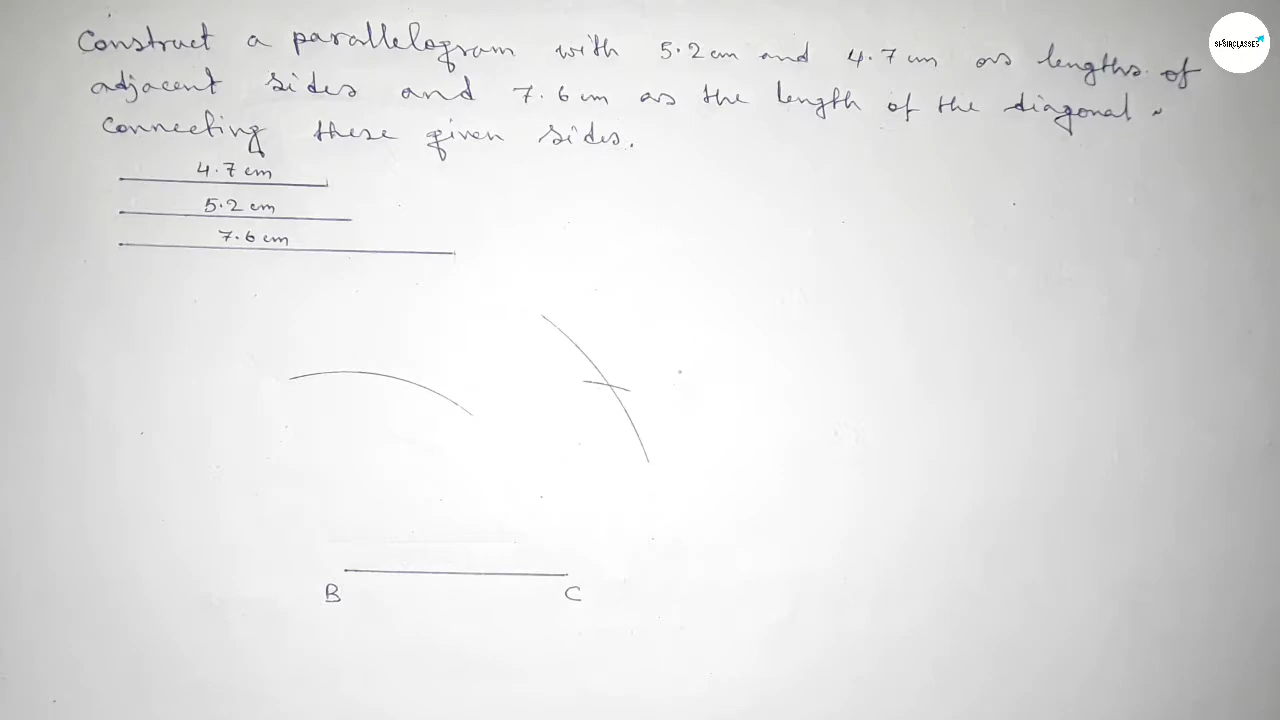 Construct a parallelogram with 5.2 cm and 4.7 cm as lengths of
adjacent sides and 7.6 cm as the length of the diagonal
connecting these given sides.
4.7 cm
5.2 cm
7.6 cm
B C
SHSIRCLASSES